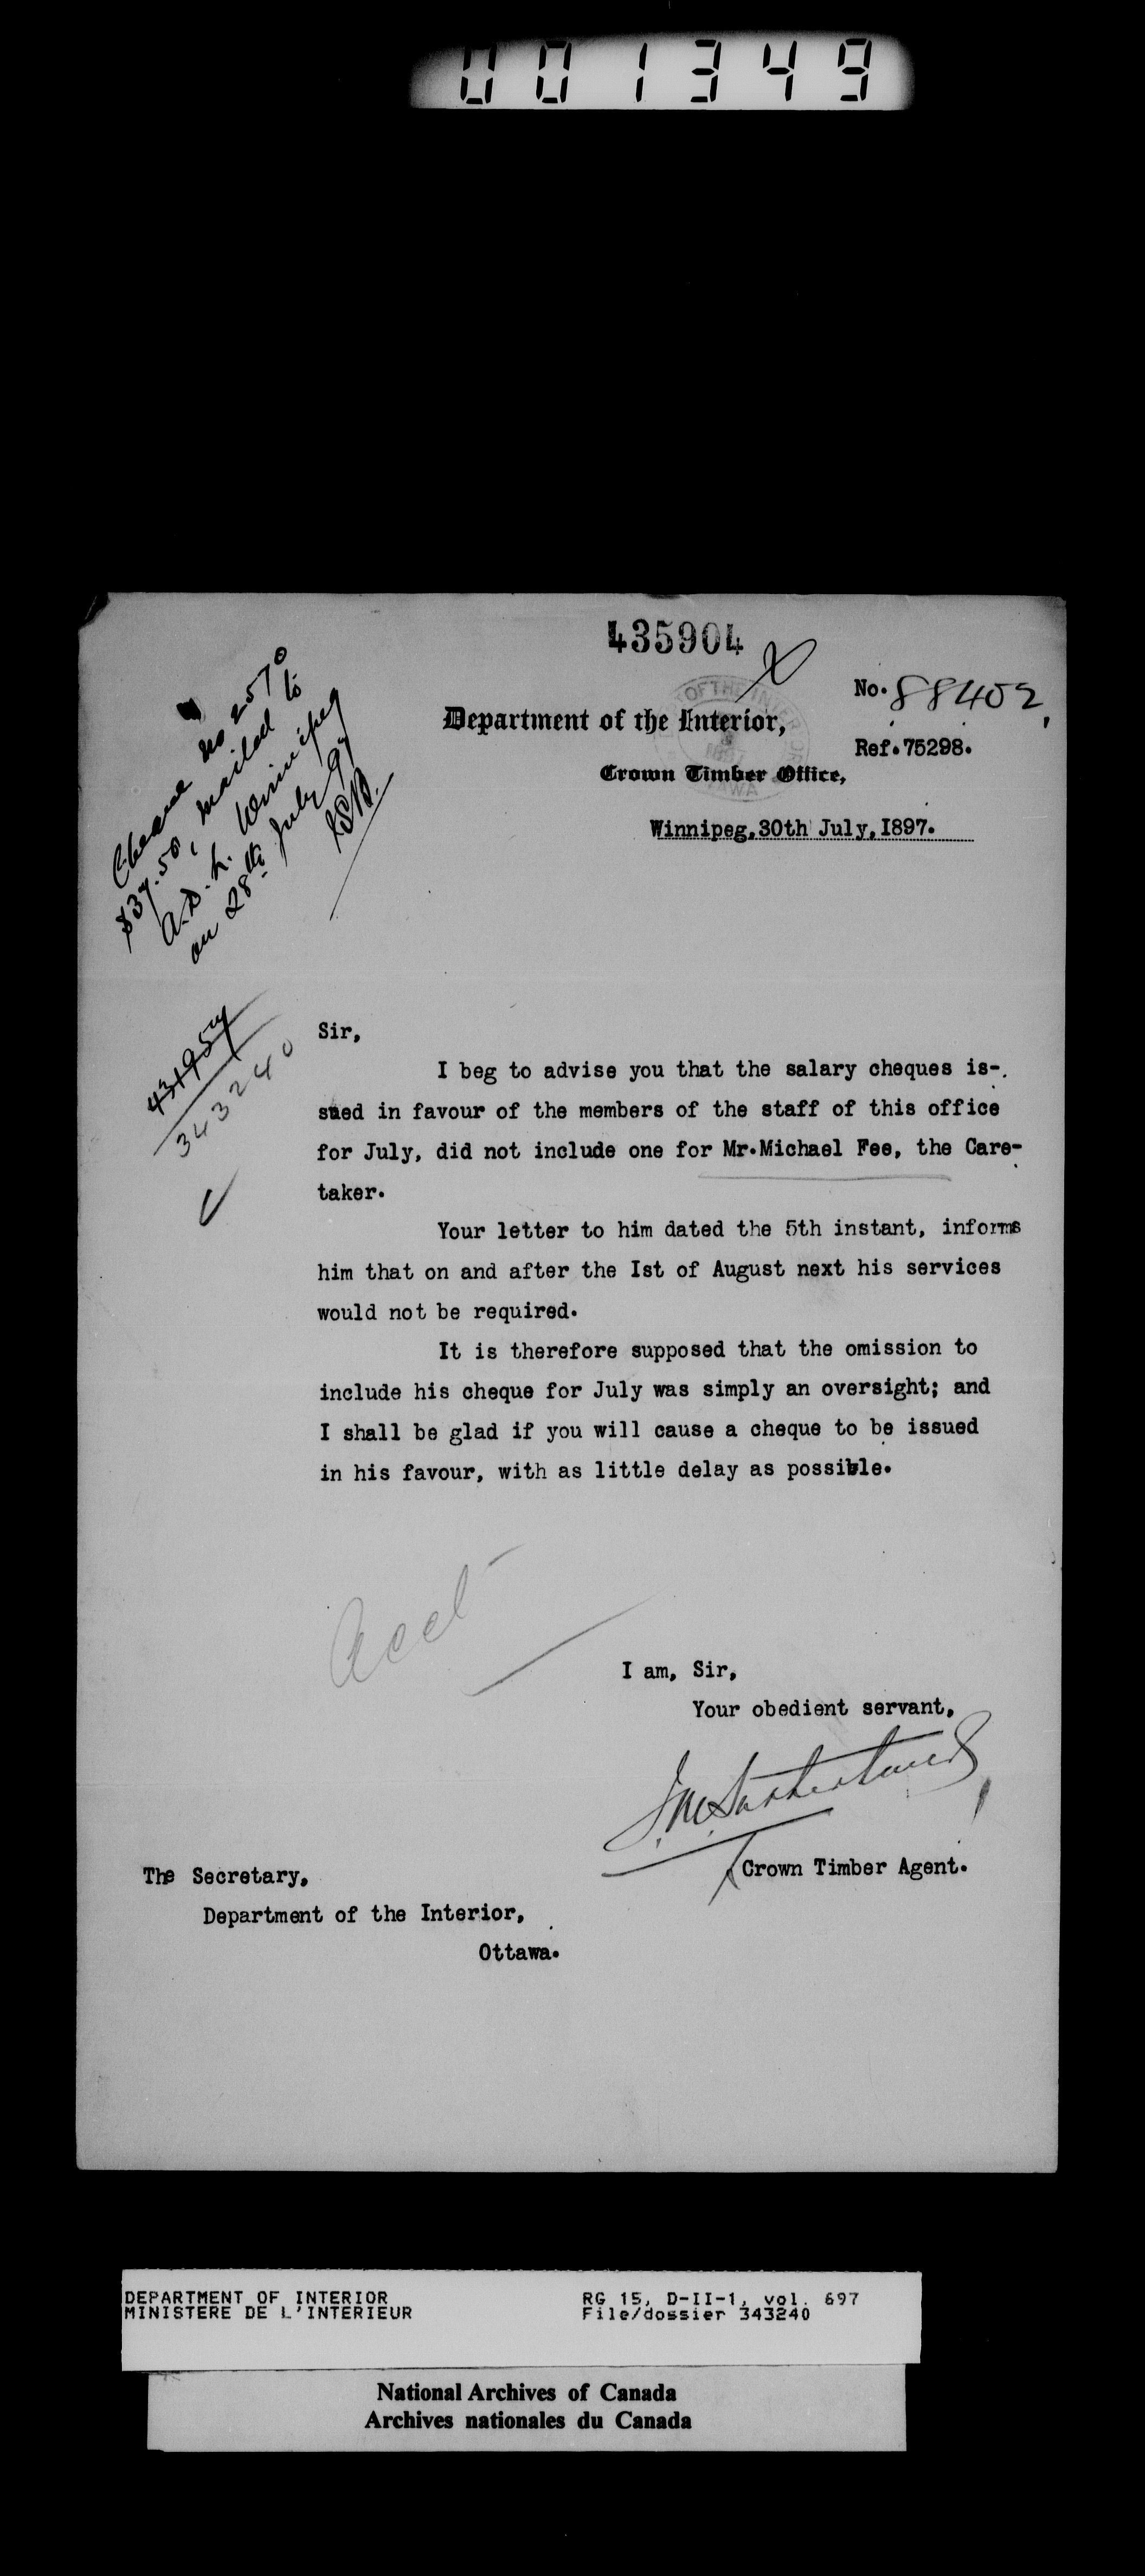 001349
435904
No. 88402
Department of the Interior,
Ref. 75298.
Crown Timber Office,
Winnipeg, 30th July, I897.
Cheque No 2570
$37.50, mailed to
a.D.L. Winnipeg
on 28th July 97
431954
343240
Sir,
I beg to advise you that the salary cheques is-
sued in favour of the members of the staff of this office
for July, did not include one for Mr. Michael Fee, the Care-
taker.
Your letter to him dated the 5th instant, informs
him that on and after the Ist of August next his services
would not be required.
It is therefore supposed that the omission to
include his cheque for July was simply an oversight; and
I shall be glad if you will cause a cheque to be issued
in his favour, with as little delay as possible.
Acct
I am, Sir,
Your obedient servant,
Crown Timber Agent.
The Secretary,
Department of the Interior,
Ottawa.
DEPARTMENT OF INTERIOR
MINISTERE DE L'INTERIEUR
RG 15, D-II-1, vol. 697
File/dossier 343240
National Archives of Canada
Archives nationales du Canada